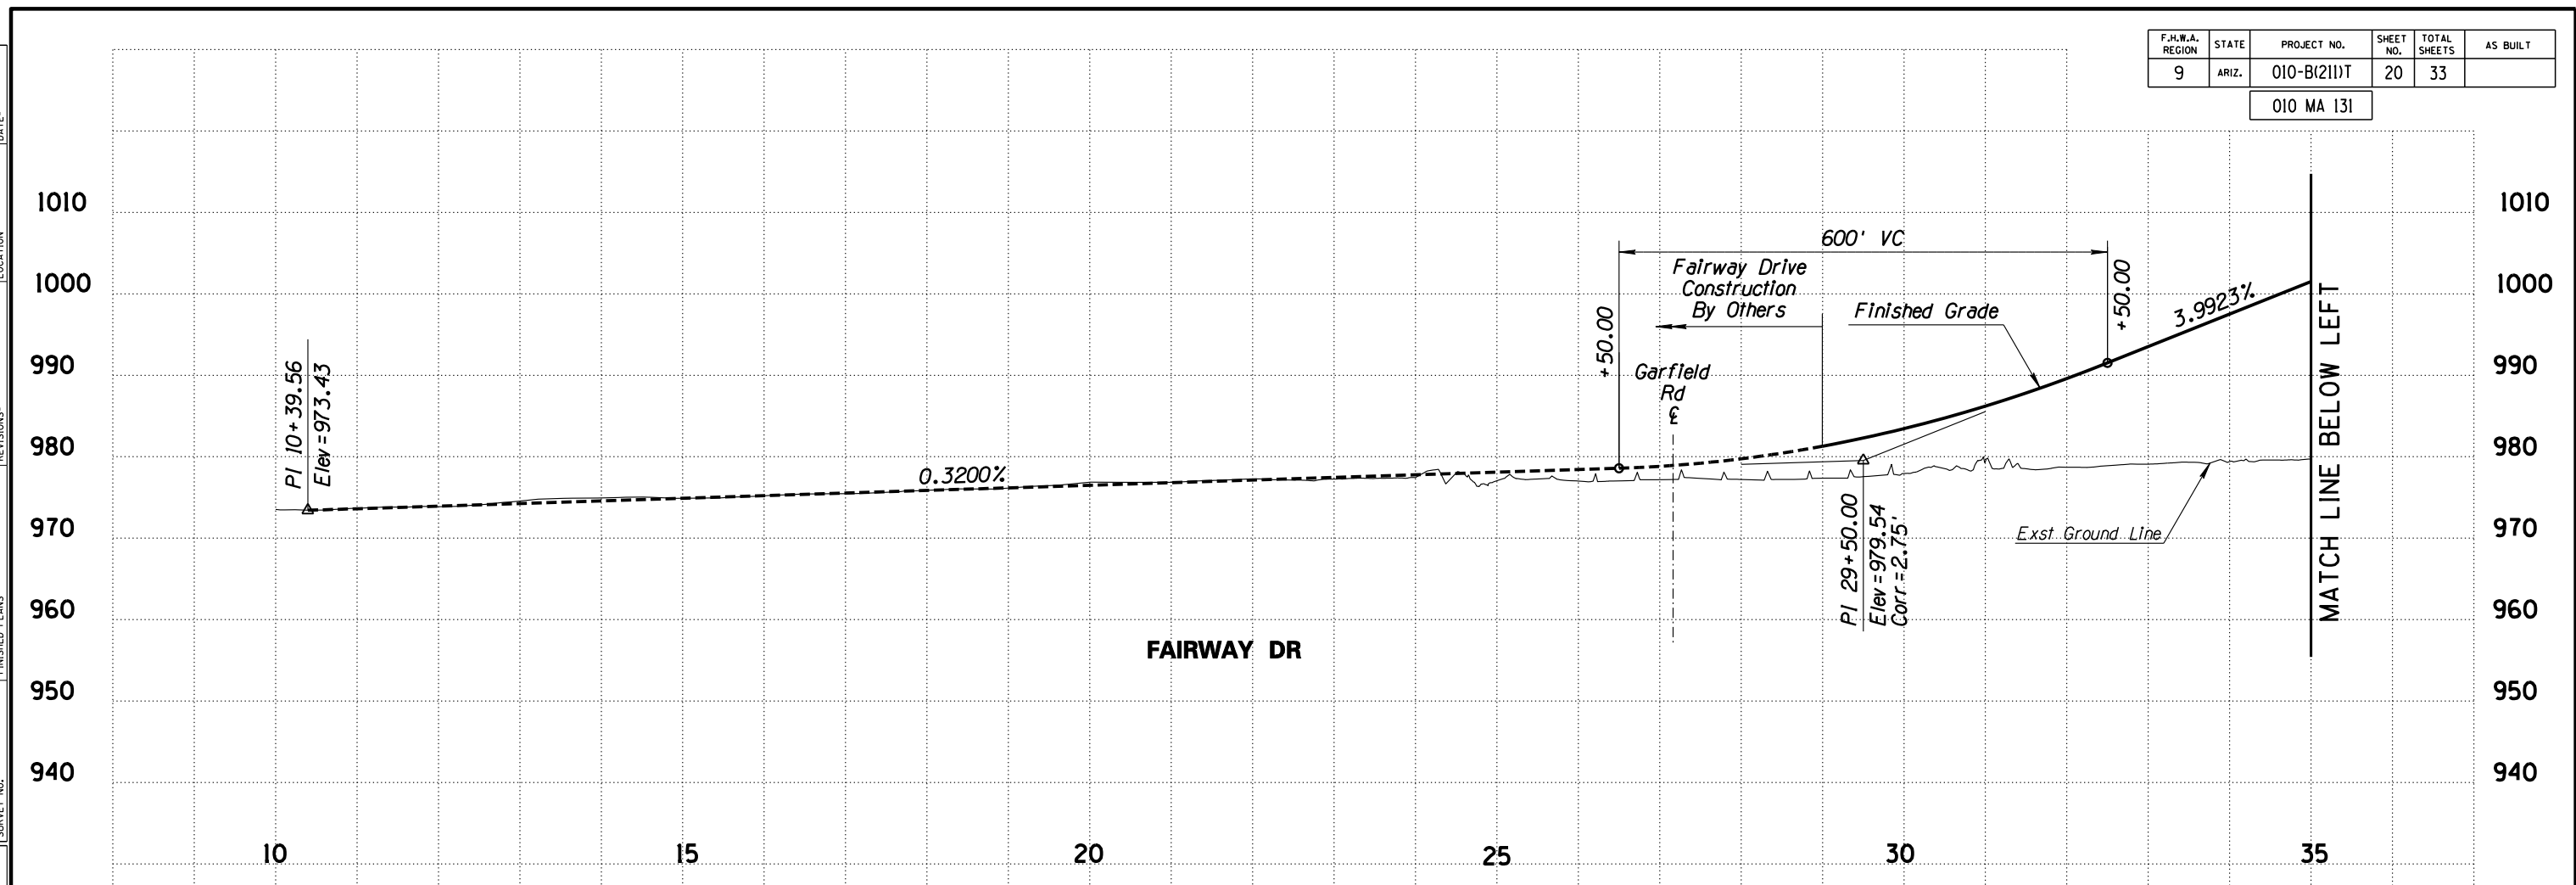 F.H.W.A. REGION STATE PROJECT NO. SHEET NO. TOTAL SHEETS AS BUILT
9 ARIZ. 010-B(211)T 20 33
010 MA 131
1010 1010
1000 1000
990 990
980 980
970 970
960 960
950 950
940 940
600' VC
+50.00
+50.00
Fairway Drive
Construction
By Others
Finished Grade
3.9923%
Garfield
Rd
℄
PI 10+39.56
Elev=973.43
0.3200%
PI 29+50.00
Elev=979.54
Corr=2.75'
Exst Ground Line
MATCH LINE BELOW LEFT
FAIRWAY DR
10 15 20 25 30 35